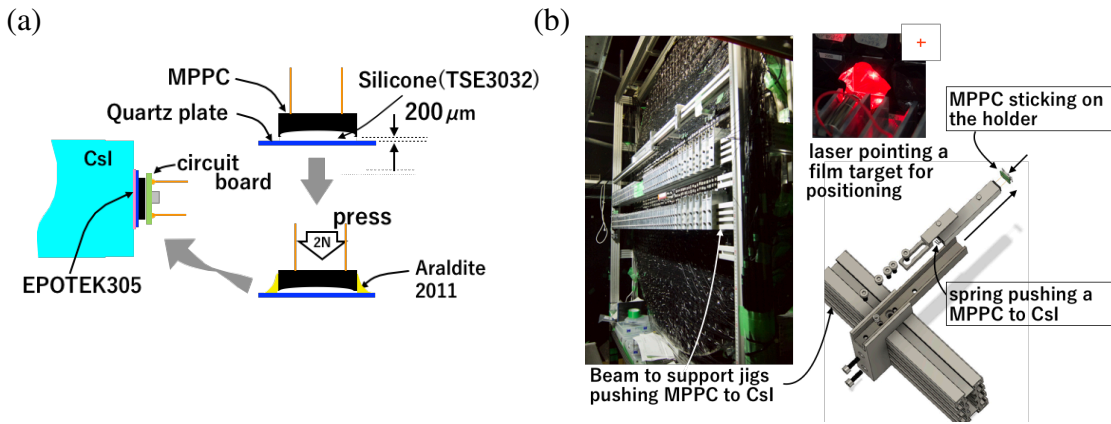 (a)
MPPC
Silicone(TSE3032)
Quartz plate
200 μm
CsI
circuit
board
press
2N
EPOTEK305
Araldite
2011
(b)
MPPC sticking on
the holder
laser pointing a
film target for
positioning
spring pushing a
MPPC to CsI
Beam to support jigs
pushing MPPC to CsI